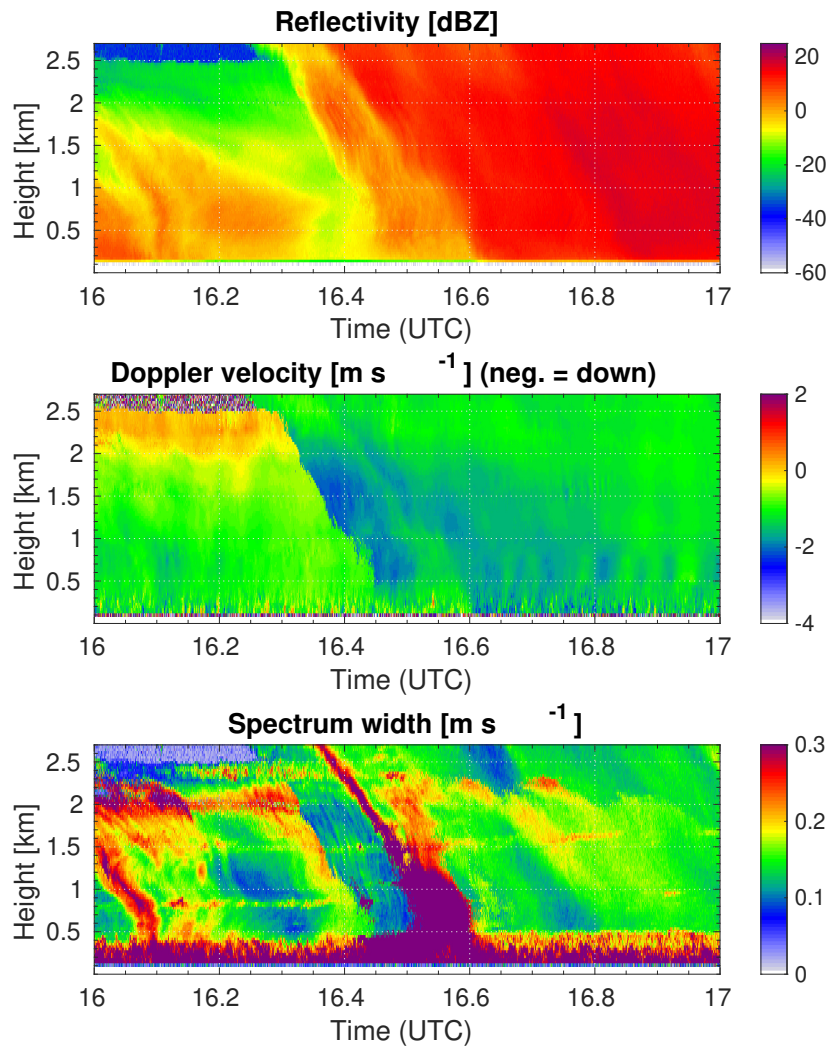 Reflectivity [dBZ]
2.5
2
1.5
1
0.5
Height [km]
16 16.2 16.4 16.6 16.8 17
Time (UTC)
20
0
-20
-40
-60
Doppler velocity [m s -1 ] (neg. = down)
2.5
2
1.5
1
0.5
Height [km]
16 16.2 16.4 16.6 16.8 17
Time (UTC)
2
0
-2
-4
Spectrum width [m s -1 ]
2.5
2
1.5
1
0.5
Height [km]
16 16.2 16.4 16.6 16.8 17
Time (UTC)
0.3
0.2
0.1
0